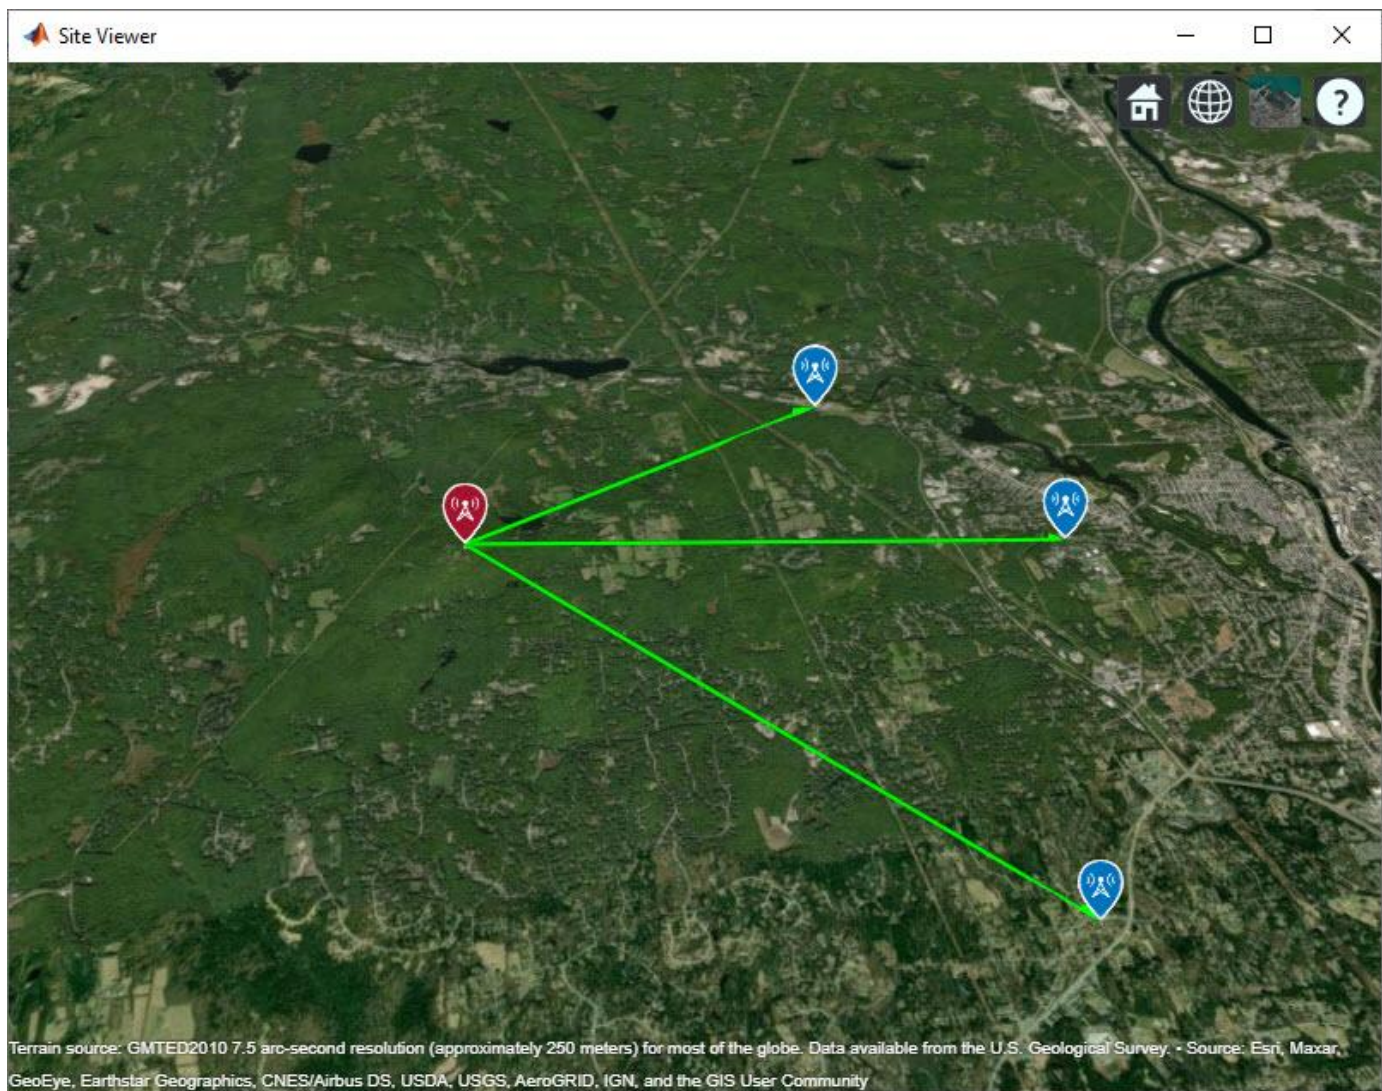 Site Viewer
?
Terrain source: GMTED2010 7.5 arc-second resolution (approximately 250 meters) for most of the globe. Data available from the U.S. Geological Survey. • Source: Esri, Maxar,
GeoEye, Earthstar Geographics, CNES/Airbus DS, USDA, USGS, AeroGRID, IGN, and the GIS User Community